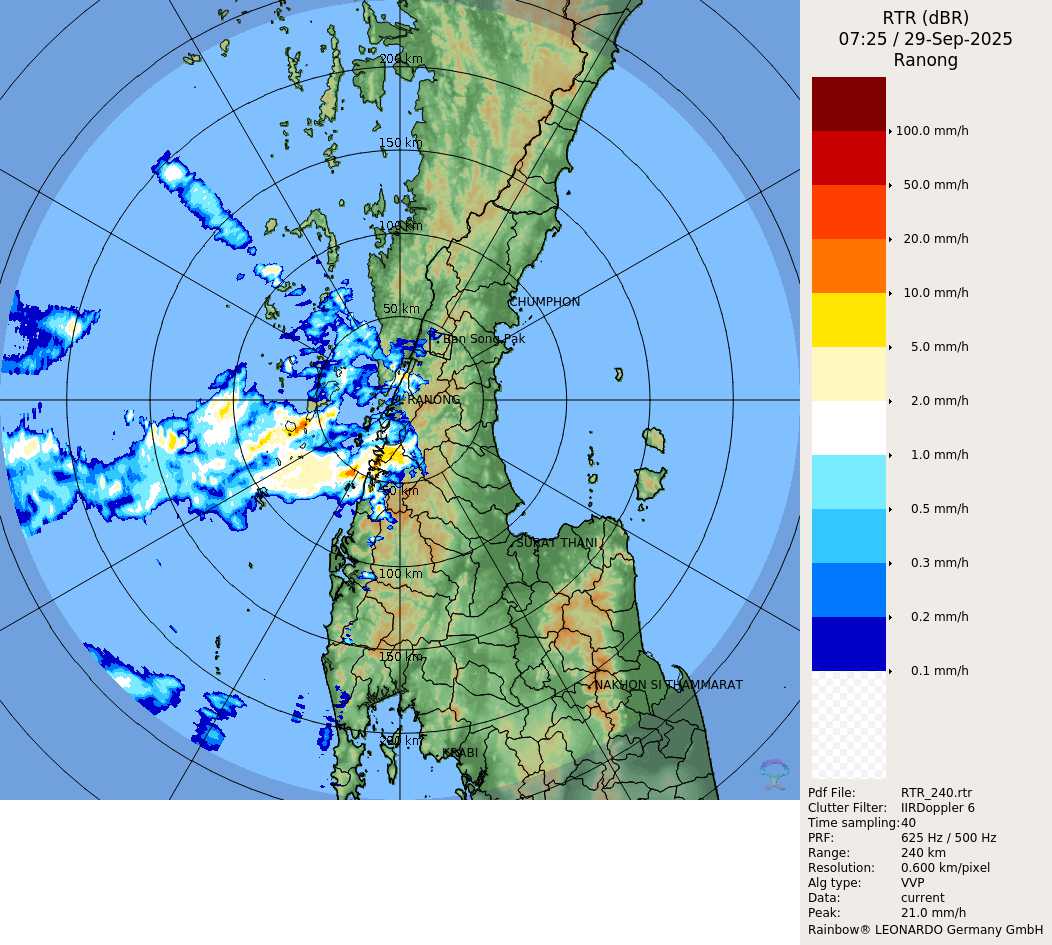 RTR (dBR)
07:25 / 29-Sep-2025
Ranong
200 km
150 km
100 km
50 km
CHUMPHON
Ban Song Pak
RANONG
50 km
SURAT THANI
100 km
150 km
NAKHON SI THAMMARAT
200 km
KRABI
100.0 mm/h
50.0 mm/h
20.0 mm/h
10.0 mm/h
5.0 mm/h
2.0 mm/h
1.0 mm/h
0.5 mm/h
0.3 mm/h
0.2 mm/h
0.1 mm/h
Pdf File: RTR_240.rtr
Clutter Filter: IIRDoppler 6
Time sampling:40
PRF: 625 Hz / 500 Hz
Range: 240 km
Resolution: 0.600 km/pixel
Alg type: VVP
Data: current
Peak: 21.0 mm/h
Rainbow® LEONARDO Germany GmbH